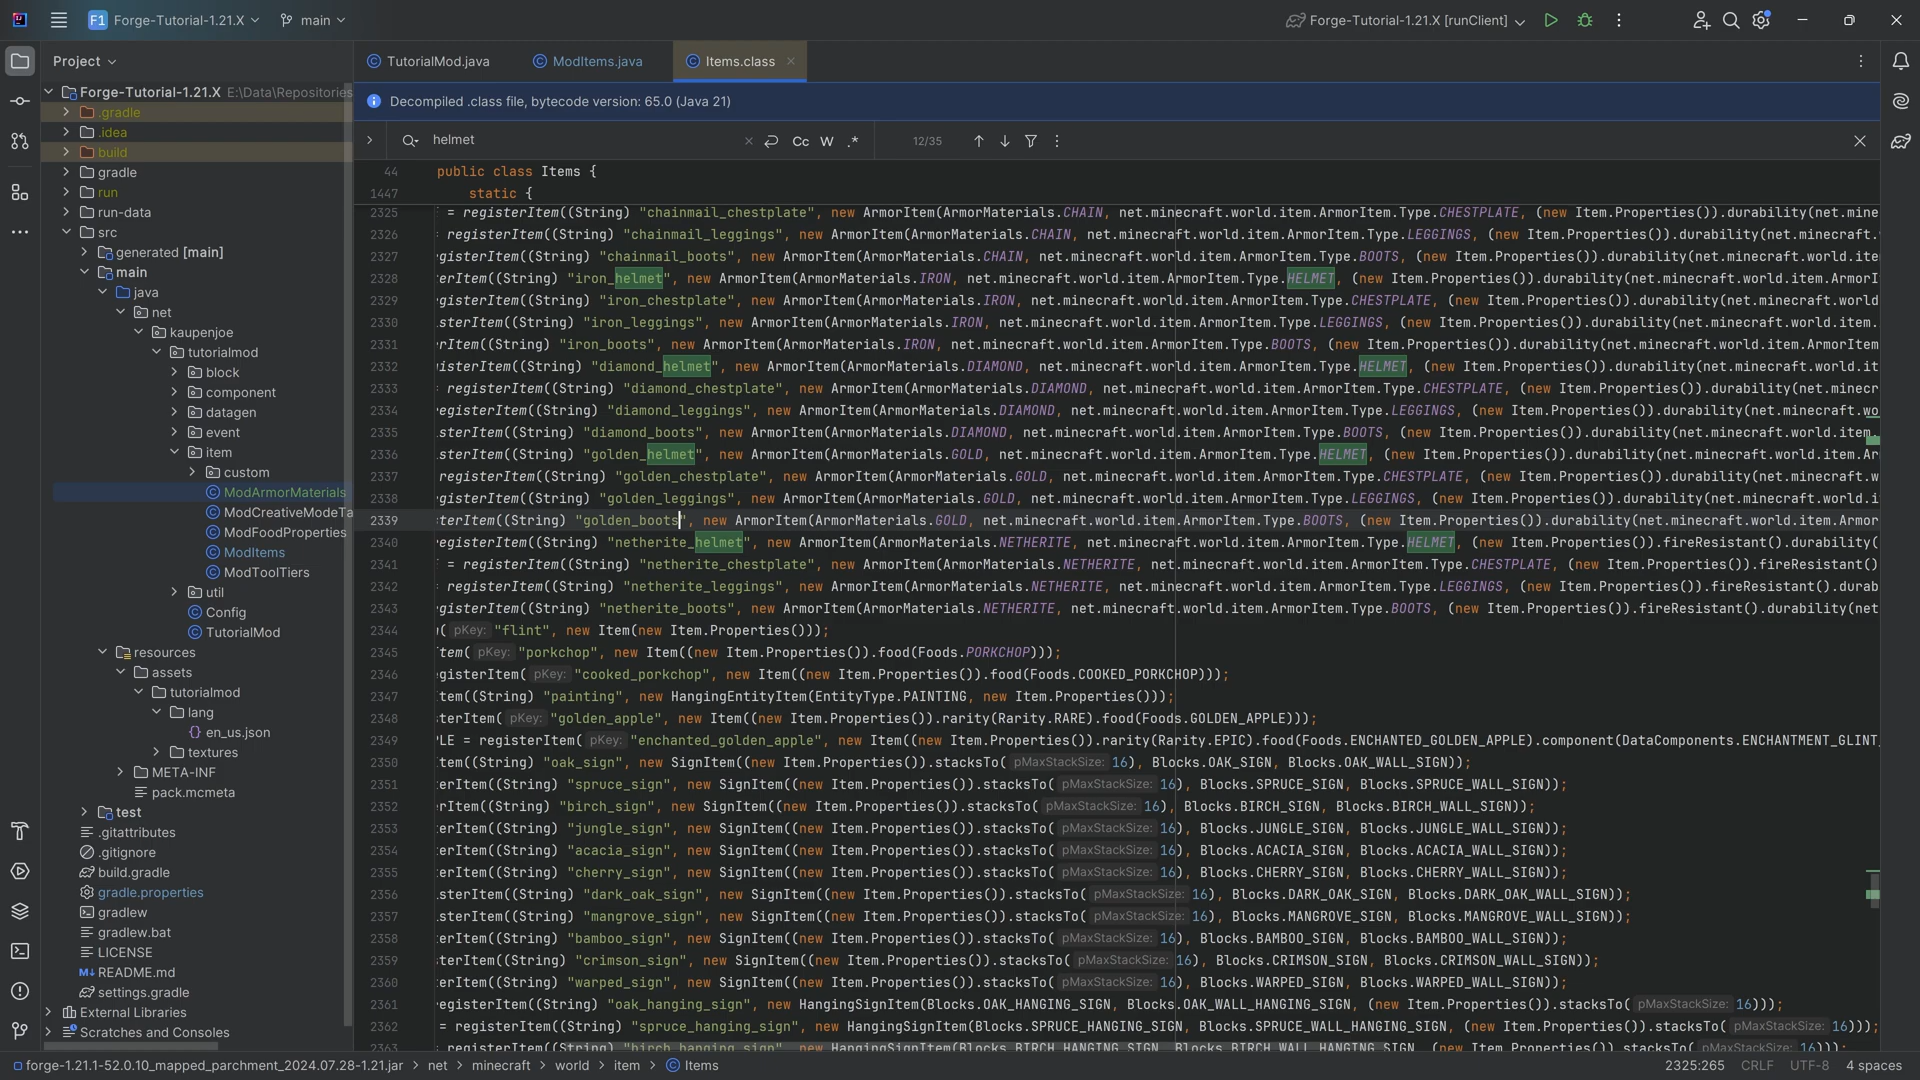 F1 Forge-Tutorial-1.21.X main Forge-Tutorial-1.21.X [runClient]
Project TutorialMod.java ModItems.java Items.class
Decompiled .class file, bytecode version: 65.0 (Java 21)
helmet Cc W .* 12/35
Forge-Tutorial-1.21.X E:\Data\Repositories
.gradle
.idea
build
gradle
run
run-data
src
generated [main]
main
java
net
kaupenjoe
tutorialmod
block
component
datagen
event
item
custom
ModArmorMaterials
ModCreativeModeTa
ModFoodProperties
ModItems
ModToolTiers
util
Config
TutorialMod
resources
assets
tutorialmod
lang
en_us.json
textures
META-INF
pack.mcmeta
test
.gitattributes
.gitignore
build.gradle
gradle.properties
gradlew
gradlew.bat
LICENSE
README.md
settings.gradle
External Libraries
Scratches and Consoles
44 public class Items {
1447 static {
2325 = registerItem((String) "chainmail_chestplate", new ArmorItem(ArmorMaterials.CHAIN, net.minecraft.world.item.ArmorItem.Type.CHESTPLATE, (new Item.Properties()).durability(net.mine
2326 registerItem((String) "chainmail_leggings", new ArmorItem(ArmorMaterials.CHAIN, net.minecraft.world.item.ArmorItem.Type.LEGGINGS, (new Item.Properties()).durability(net.minecraft.
2327 gisterItem((String) "chainmail_boots", new ArmorItem(ArmorMaterials.CHAIN, net.minecraft.world.item.ArmorItem.Type.BOOTS, (new Item.Properties()).durability(net.minecraft.world.i
2328 erItem((String) "iron_helmet", new ArmorItem(ArmorMaterials.IRON, net.minecraft.world.item.ArmorItem.Type.HELMET, (new Item.Properties()).durability(net.minecraft.world.item.ArmorI
2329 gisterItem((String) "iron_chestplate", new ArmorItem(ArmorMaterials.IRON, net.minecraft.world.item.ArmorItem.Type.CHESTPLATE, (new Item.Properties()).durability(net.minecraft.world
2330 sterItem((String) "iron_leggings", new ArmorItem(ArmorMaterials.IRON, net.minecraft.world.item.ArmorItem.Type.LEGGINGS, (new Item.Properties()).durability(net.minecraft.world.item.
2331 rItem((String) "iron_boots", new ArmorItem(ArmorMaterials.IRON, net.minecraft.world.item.ArmorItem.Type.BOOTS, (new Item.Properties()).durability(net.minecraft.world.item.ArmorItem
2332 isterItem((String) "diamond_helmet", new ArmorItem(ArmorMaterials.DIAMOND, net.minecraft.world.item.ArmorItem.Type.HELMET, (new Item.Properties()).durability(net.minecraft.world.i
2333 = registerItem((String) "diamond_chestplate", new ArmorItem(ArmorMaterials.DIAMOND, net.minecraft.world.item.ArmorItem.Type.CHESTPLATE, (new Item.Properties()).durability(net.minecr
2334 egisterItem((String) "diamond_leggings", new ArmorItem(ArmorMaterials.DIAMOND, net.minecraft.world.item.ArmorItem.Type.LEGGINGS, (new Item.Properties()).durability(net.minecraft.wo
2335 sterItem((String) "diamond_boots", new ArmorItem(ArmorMaterials.DIAMOND, net.minecraft.world.item.ArmorItem.Type.BOOTS, (new Item.Properties()).durability(net.minecraft.world.item.
2336 sterItem((String) "golden_helmet", new ArmorItem(ArmorMaterials.GOLD, net.minecraft.world.item.ArmorItem.Type.HELMET, (new Item.Properties()).durability(net.minecraft.world.item.Ar
2337 registerItem((String) "golden_chestplate", new ArmorItem(ArmorMaterials.GOLD, net.minecraft.world.item.ArmorItem.Type.CHESTPLATE, (new Item.Properties()).durability(net.minecraft.w
2338 gisterItem((String) "golden_leggings", new ArmorItem(ArmorMaterials.GOLD, net.minecraft.world.item.ArmorItem.Type.LEGGINGS, (new Item.Properties()).durability(net.minecraft.world.i
2339 terItem((String) "golden_boots", new ArmorItem(ArmorMaterials.GOLD, net.minecraft.world.item.ArmorItem.Type.BOOTS, (new Item.Properties()).durability(net.minecraft.world.item.Armor
2340 egisterItem((String) "netherite_helmet", new ArmorItem(ArmorMaterials.NETHERITE, net.minecraft.world.item.ArmorItem.Type.HELMET, (new Item.Properties()).fireResistant().durability(
2341 = registerItem((String) "netherite_chestplate", new ArmorItem(ArmorMaterials.NETHERITE, net.minecraft.world.item.ArmorItem.Type.CHESTPLATE, (new Item.Properties()).fireResistant()
2342 registerItem((String) "netherite_leggings", new ArmorItem(ArmorMaterials.NETHERITE, net.minecraft.world.item.ArmorItem.Type.LEGGINGS, (new Item.Properties()).fireResistant().durab
2343 gisterItem((String) "netherite_boots", new ArmorItem(ArmorMaterials.NETHERITE, net.minecraft.world.item.ArmorItem.Type.BOOTS, (new Item.Properties()).fireResistant().durability(net
2344 ( pKey: "flint", new Item(new Item.Properties()));
2345 tem( pKey: "porkchop", new Item((new Item.Properties()).food(Foods.PORKCHOP)));
2346 gisterItem( pKey: "cooked_porkchop", new Item((new Item.Properties()).food(Foods.COOKED_PORKCHOP)));
2347 tem((String) "painting", new HangingEntityItem(EntityType.PAINTING, new Item.Properties()));
2348 terItem( pKey: "golden_apple", new Item((new Item.Properties()).rarity(Rarity.RARE).food(Foods.GOLDEN_APPLE)));
2349 PLE = registerItem( pKey: "enchanted_golden_apple", new Item((new Item.Properties()).rarity(Rarity.EPIC).food(Foods.ENCHANTED_GOLDEN_APPLE).component(DataComponents.ENCHANTMENT_GLINT_
2350 tem((String) "oak_sign", new SignItem((new Item.Properties()).stacksTo( pMaxStackSize: 16), Blocks.OAK_SIGN, Blocks.OAK_WALL_SIGN));
2351 erItem((String) "spruce_sign", new SignItem((new Item.Properties()).stacksTo( pMaxStackSize: 16), Blocks.SPRUCE_SIGN, Blocks.SPRUCE_WALL_SIGN));
2352 rItem((String) "birch_sign", new SignItem((new Item.Properties()).stacksTo( pMaxStackSize: 16), Blocks.BIRCH_SIGN, Blocks.BIRCH_WALL_SIGN));
2353 erItem((String) "jungle_sign", new SignItem((new Item.Properties()).stacksTo( pMaxStackSize: 16), Blocks.JUNGLE_SIGN, Blocks.JUNGLE_WALL_SIGN));
2354 erItem((String) "acacia_sign", new SignItem((new Item.Properties()).stacksTo( pMaxStackSize: 16), Blocks.ACACIA_SIGN, Blocks.ACACIA_WALL_SIGN));
2355 erItem((String) "cherry_sign", new SignItem((new Item.Properties()).stacksTo( pMaxStackSize: 16), Blocks.CHERRY_SIGN, Blocks.CHERRY_WALL_SIGN));
2356 isterItem((String) "dark_oak_sign", new SignItem((new Item.Properties()).stacksTo( pMaxStackSize: 16), Blocks.DARK_OAK_SIGN, Blocks.DARK_OAK_WALL_SIGN));
2357 isterItem((String) "mangrove_sign", new SignItem((new Item.Properties()).stacksTo( pMaxStackSize: 16), Blocks.MANGROVE_SIGN, Blocks.MANGROVE_WALL_SIGN));
2358 erItem((String) "bamboo_sign", new SignItem((new Item.Properties()).stacksTo( pMaxStackSize: 16), Blocks.BAMBOO_SIGN, Blocks.BAMBOO_WALL_SIGN));
2359 sterItem((String) "crimson_sign", new SignItem((new Item.Properties()).stacksTo( pMaxStackSize: 16), Blocks.CRIMSON_SIGN, Blocks.CRIMSON_WALL_SIGN));
2360 erItem((String) "warped_sign", new SignItem((new Item.Properties()).stacksTo( pMaxStackSize: 16), Blocks.WARPED_SIGN, Blocks.WARPED_WALL_SIGN));
2361 egisterItem((String) "oak_hanging_sign", new HangingSignItem(Blocks.OAK_HANGING_SIGN, Blocks.OAK_WALL_HANGING_SIGN, (new Item.Properties()).stacksTo( pMaxStackSize: 16)));
2362 = registerItem((String) "spruce_hanging_sign", new HangingSignItem(Blocks.SPRUCE_HANGING_SIGN, Blocks.SPRUCE_WALL_HANGING_SIGN, (new Item.Properties()).stacksTo( pMaxStackSize: 16)));
2363 registerItem((String) "birch_hanging_sign", new HangingSignItem(Blocks.BIRCH_HANGING_SIGN, Blocks.BIRCH_WALL_HANGING_SIGN, (new Item.Properties()).stacksTo( pMaxStackSize: 16)));
forge-1.21.1-52.0.10_mapped_parchment_2024.07.28-1.21.jar net minecraft world item Items 2325:265 CRLF UTF-8 4 spaces